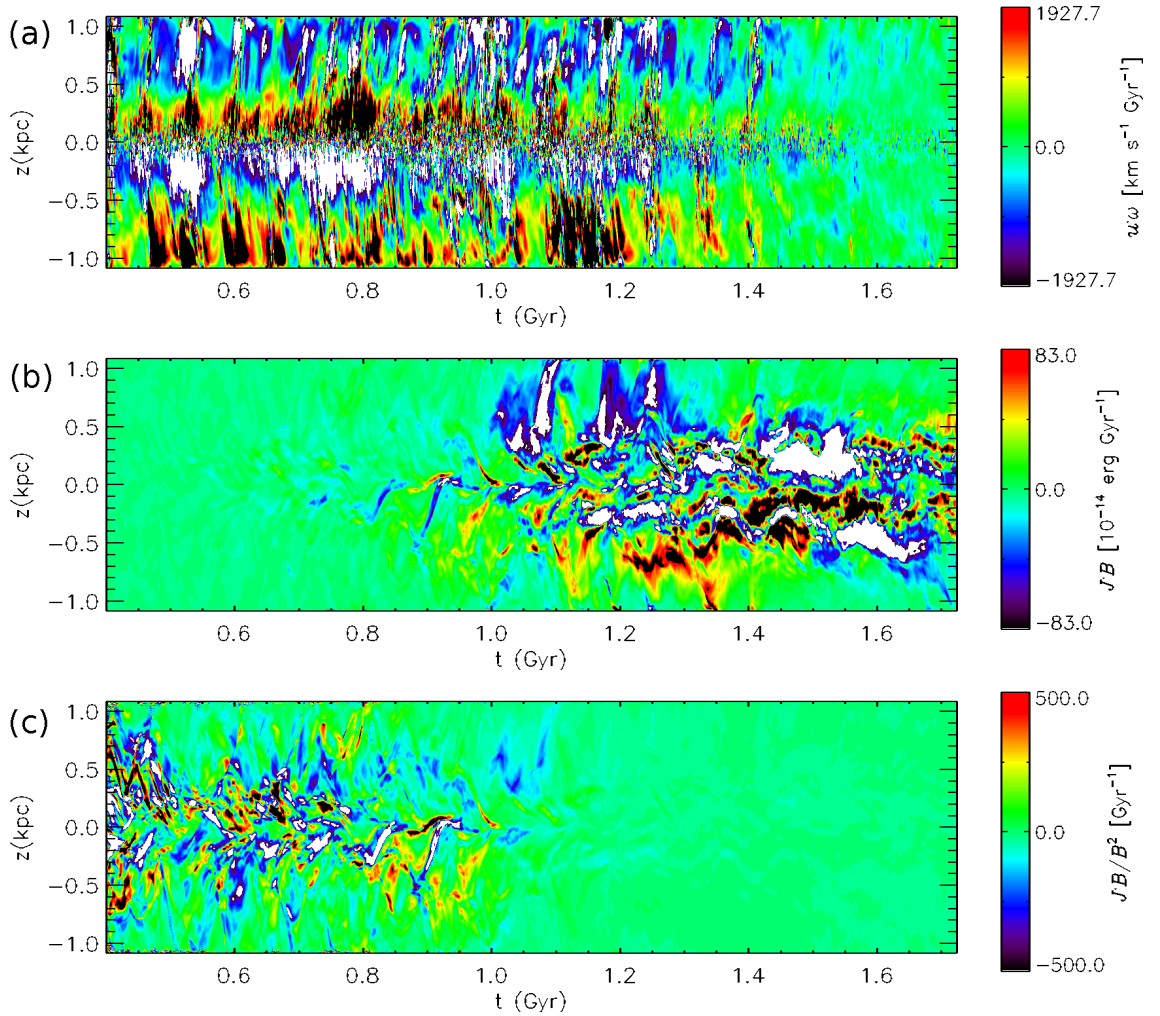 (a)
z(kpc)
1.0
0.5
0.0
−0.5
−1.0
0.6 0.8 1.0 1.2 1.4 1.6
t (Gyr)
1927.7
0.0
−1927.7
u·ω [km s⁻¹ Gyr⁻¹]
(b)
z(kpc)
1.0
0.5
0.0
−0.5
−1.0
0.6 0.8 1.0 1.2 1.4 1.6
t (Gyr)
83.0
0.0
−83.0
J·B [10⁻¹⁴ erg Gyr⁻¹]
(c)
z(kpc)
1.0
0.5
0.0
−0.5
−1.0
0.6 0.8 1.0 1.2 1.4 1.6
t (Gyr)
500.0
0.0
−500.0
J·B/B² [Gyr⁻¹]